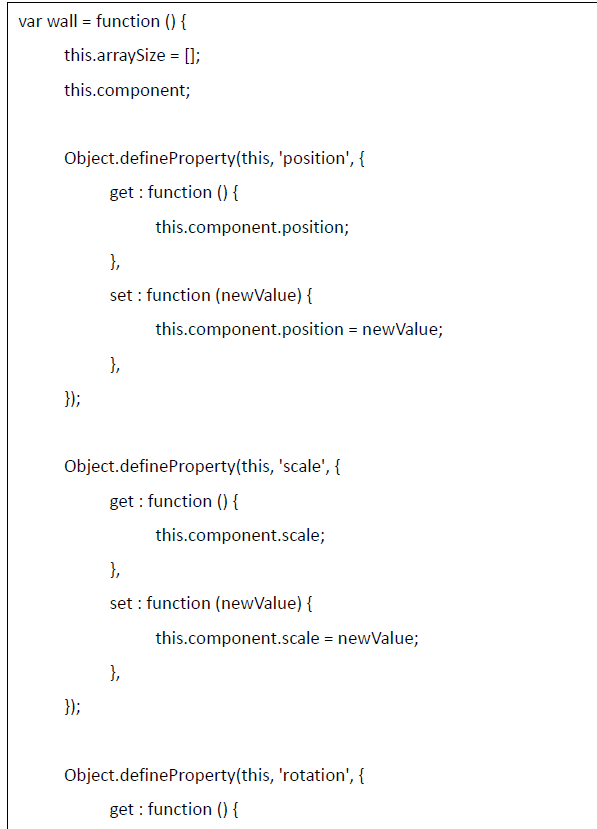 var wall = function () {
this.arraySize = [];
this.component;
Object.defineProperty(this, 'position', {
get : function () {
this.component.position;
},
set : function (newValue) {
this.component.position = newValue;
},
});
Object.defineProperty(this, 'scale', {
get : function () {
this.component.scale;
},
set : function (newValue) {
this.component.scale = newValue;
},
});
Object.defineProperty(this, 'rotation', {
get : function () {